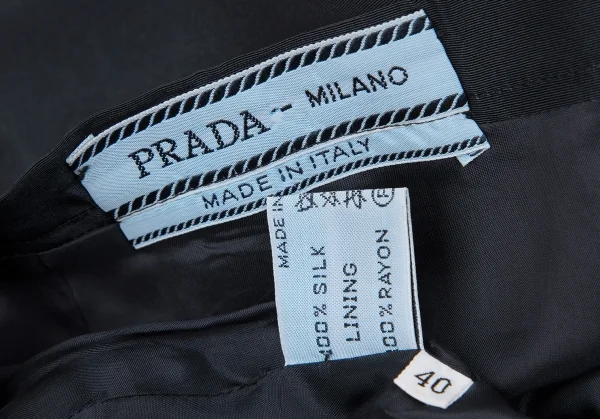 PRADA - MILANO
MADE IN ITALY
MADE IN
100% SILK
LINING
100% RAYON
40